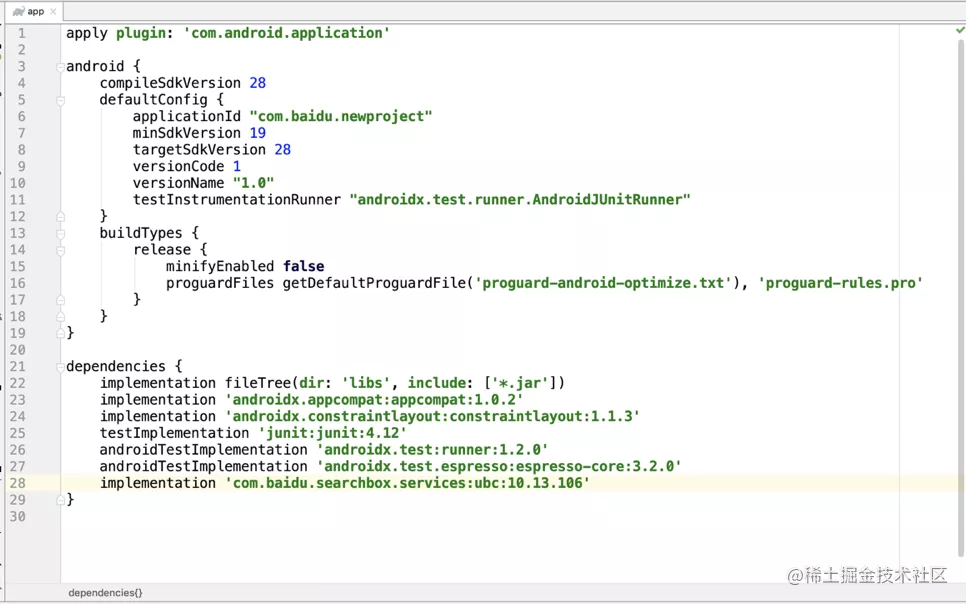 app
1 apply plugin: 'com.android.application'
2
3 android {
4 compileSdkVersion 28
5 defaultConfig {
6 applicationId "com.baidu.newproject"
7 minSdkVersion 19
8 targetSdkVersion 28
9 versionCode 1
10 versionName "1.0"
11 testInstrumentationRunner "androidx.test.runner.AndroidJUnitRunner"
12 }
13 buildTypes {
14 release {
15 minifyEnabled false
16 proguardFiles getDefaultProguardFile('proguard-android-optimize.txt'), 'proguard-rules.pro'
17 }
18 }
19 }
20
21 dependencies {
22 implementation fileTree(dir: 'libs', include: ['*.jar'])
23 implementation 'androidx.appcompat:appcompat:1.0.2'
24 implementation 'androidx.constraintlayout:constraintlayout:1.1.3'
25 testImplementation 'junit:junit:4.12'
26 androidTestImplementation 'androidx.test:runner:1.2.0'
27 androidTestImplementation 'androidx.test.espresso:espresso-core:3.2.0'
28 implementation 'com.baidu.searchbox.services:ubc:10.13.106'
29 }
30
@稀土掘金技术社区
dependencies{}